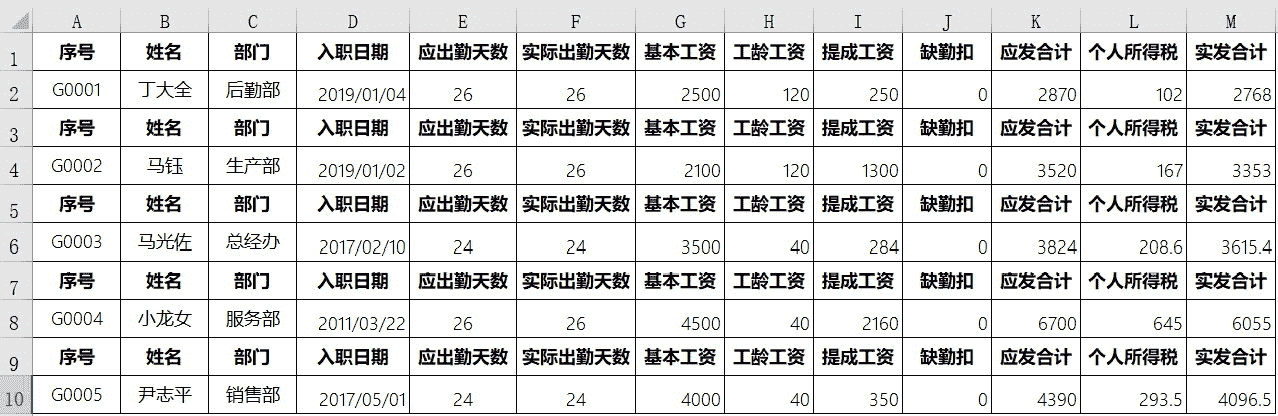 A B C D E F G H I J K L M
1 序号 姓名 部门 入职日期 应出勤天数 实际出勤天数 基本工资 工龄工资 提成工资 缺勤扣 应发合计 个人所得税 实发合计
2 G0001 丁大全 后勤部 2019/01/04 26 26 2500 120 250 0 2870 102 2768
3 序号 姓名 部门 入职日期 应出勤天数 实际出勤天数 基本工资 工龄工资 提成工资 缺勤扣 应发合计 个人所得税 实发合计
4 G0002 马钰 生产部 2019/01/02 26 26 2100 120 1300 0 3520 167 3353
5 序号 姓名 部门 入职日期 应出勤天数 实际出勤天数 基本工资 工龄工资 提成工资 缺勤扣 应发合计 个人所得税 实发合计
6 G0003 马光佐 总经办 2017/02/10 24 24 3500 40 284 0 3824 208.6 3615.4
7 序号 姓名 部门 入职日期 应出勤天数 实际出勤天数 基本工资 工龄工资 提成工资 缺勤扣 应发合计 个人所得税 实发合计
8 G0004 小龙女 服务部 2011/03/22 26 26 4500 40 2160 0 6700 645 6055
9 序号 姓名 部门 入职日期 应出勤天数 实际出勤天数 基本工资 工龄工资 提成工资 缺勤扣 应发合计 个人所得税 实发合计
10 G0005 尹志平 销售部 2017/05/01 24 24 4000 40 350 0 4390 293.5 4096.5